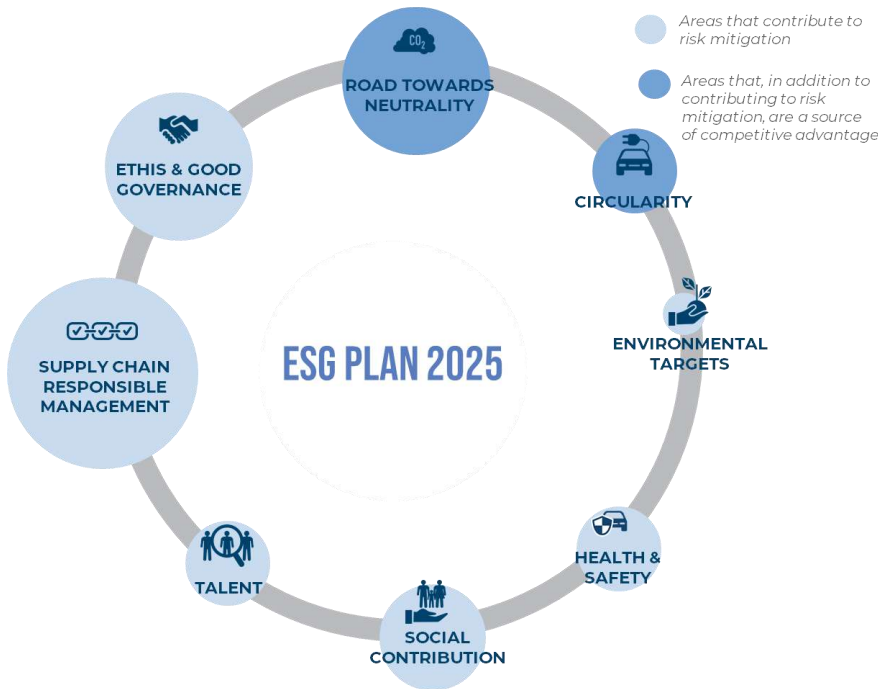 Areas that contribute to
risk mitigation
Areas that, in addition to
contributing to risk
mitigation, are a source
of competitive advantage
CO2
ROAD TOWARDS
NEUTRALITY
ETHIS & GOOD
GOVERNANCE
CIRCULARITY
ENVIRONMENTAL
TARGETS
SUPPLY CHAIN
RESPONSIBLE
MANAGEMENT
ESG PLAN 2025
HEALTH &
SAFETY
TALENT
SOCIAL
CONTRIBUTION